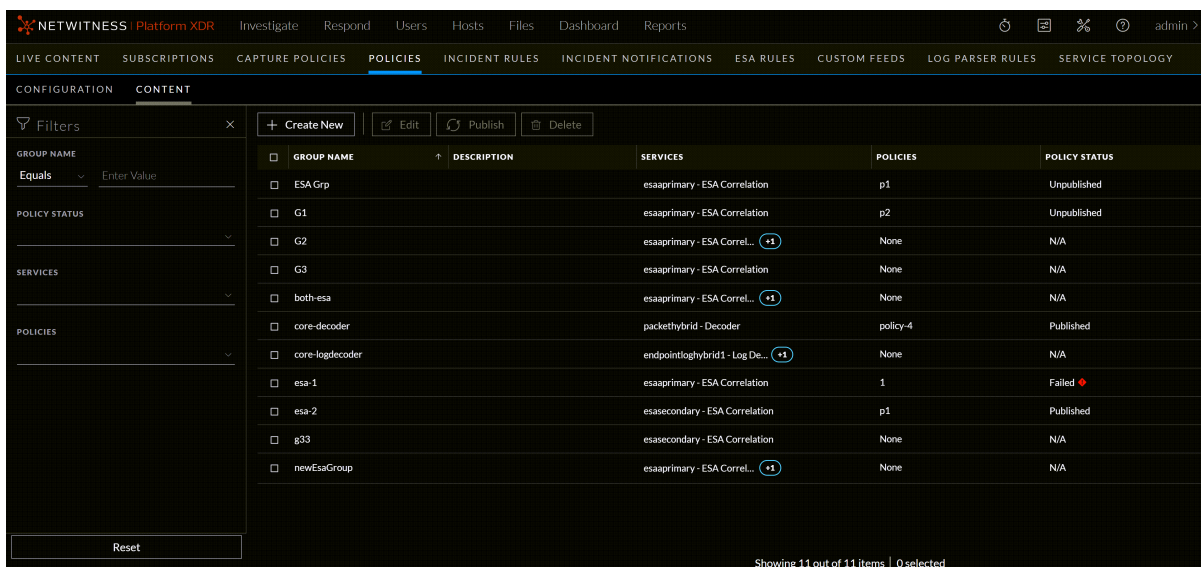 NETWITNESS Platform XDR Investigate Respond Users Hosts Files Dashboard Reports admin >
LIVE CONTENT SUBSCRIPTIONS CAPTURE POLICIES POLICIES INCIDENT RULES INCIDENT NOTIFICATIONS ESA RULES CUSTOM FEEDS LOG PARSER RULES SERVICE TOPOLOGY
CONFIGURATION CONTENT
Filters ×
GROUP NAME
Equals Enter Value
POLICY STATUS
SERVICES
POLICIES
Reset
+ Create New Edit Publish Delete
GROUP NAME ↑ DESCRIPTION SERVICES POLICIES POLICY STATUS
ESA Grp esaaprimary - ESA Correlation p1 Unpublished
G1 esaaprimary - ESA Correlation p2 Unpublished
G2 esaaprimary - ESA Correl... +1 None N/A
G3 esaaprimary - ESA Correlation None N/A
both-esa esaaprimary - ESA Correl... +1 None N/A
core-decoder packethybrid - Decoder policy-4 Published
core-logdecoder endpointloghybrid1 - Log De... +1 None N/A
esa-1 esaaprimary - ESA Correlation 1 Failed
esa-2 esasecondary - ESA Correlation p1 Published
g33 esasecondary - ESA Correlation None N/A
newEsaGroup esaaprimary - ESA Correl... +1 None N/A
Showing 11 out of 11 items | 0 selected